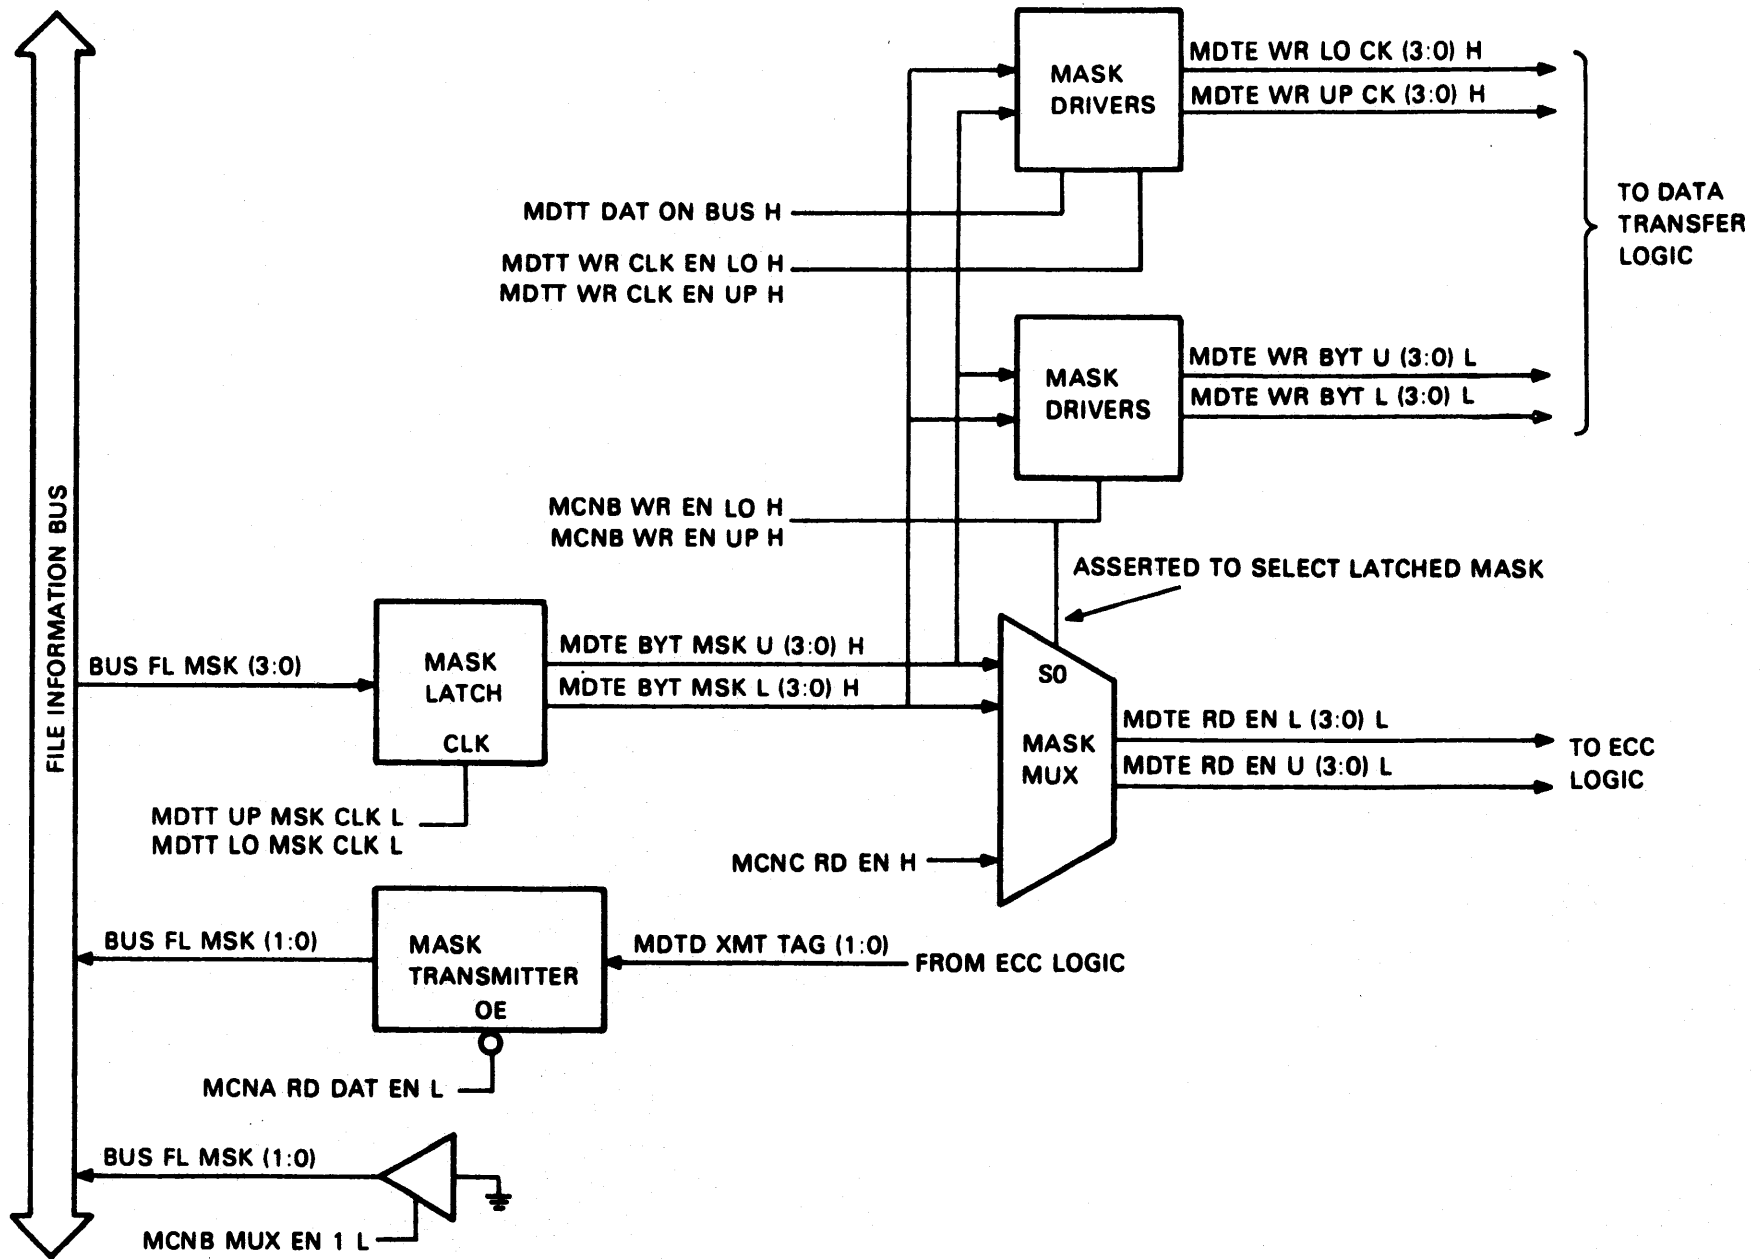 MASK
DRIVERS
MDTE WR LO CK (3:0) H
MDTE WR UP CK (3:0) H
MDTT DAT ON BUS H
MDTT WR CLK EN LO H
MDTT WR CLK EN UP H
TO DATA
TRANSFER
LOGIC
MASK
DRIVERS
MDTE WR BYT U (3:0) L
MDTE WR BYT L (3:0) L
MCNB WR EN LO H
MCNB WR EN UP H
ASSERTED TO SELECT LATCHED MASK
FILE INFORMATION BUS
BUS FL MSK (3:0)
MASK
LATCH
CLK
MDTE BYT MSK U (3:0) H
MDTE BYT MSK L (3:0) H
S0
MASK
MUX
MDTE RD EN L (3:0) L
MDTE RD EN U (3:0) L
TO ECC
LOGIC
MDTT UP MSK CLK L
MDTT LO MSK CLK L
MCNC RD EN H
BUS FL MSK (1:0)
MASK
TRANSMITTER
OE
MDTD XMT TAG (1:0)
FROM ECC LOGIC
MCNA RD DAT EN L
BUS FL MSK (1:0)
MCNB MUX EN 1 L